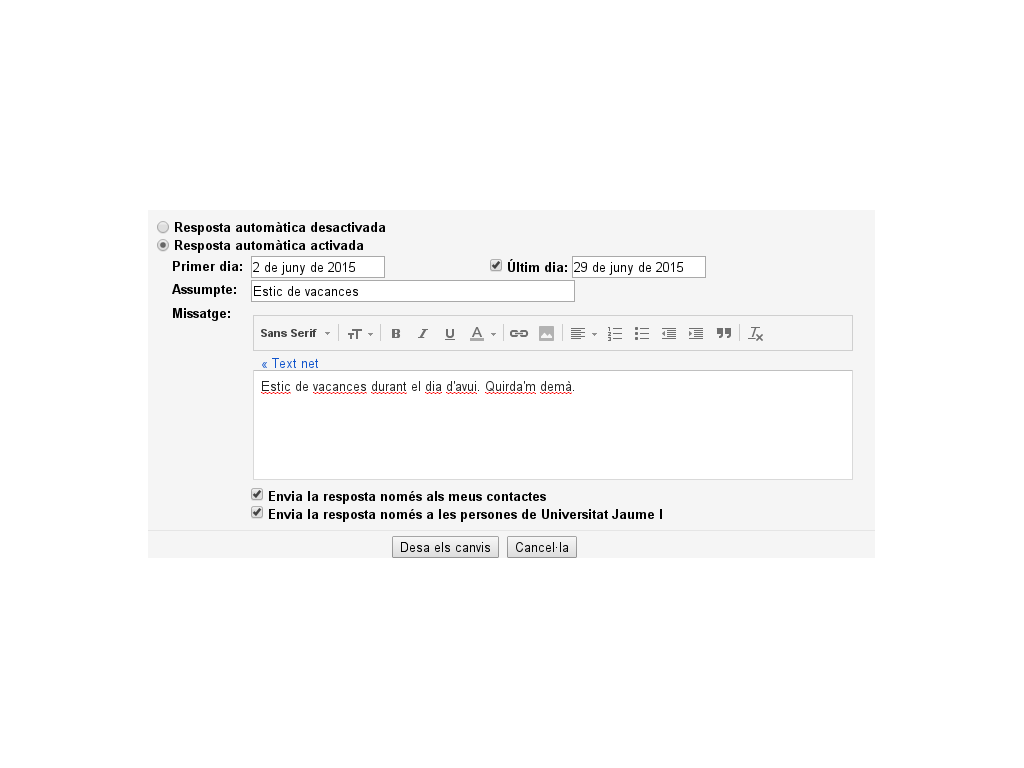 Resposta automàtica desactivada
Resposta automàtica activada
Primer dia: 2 de juny de 2015 Últim dia: 29 de juny de 2015
Assumpte: Estic de vacances
Missatge:
Sans Serif
« Text net
Estic de vacances durant el dia d'avui. Quirda'm demà.
Envia la resposta només als meus contactes
Envia la resposta només a les persones de Universitat Jaume I
Desa els canvis Cancel·la